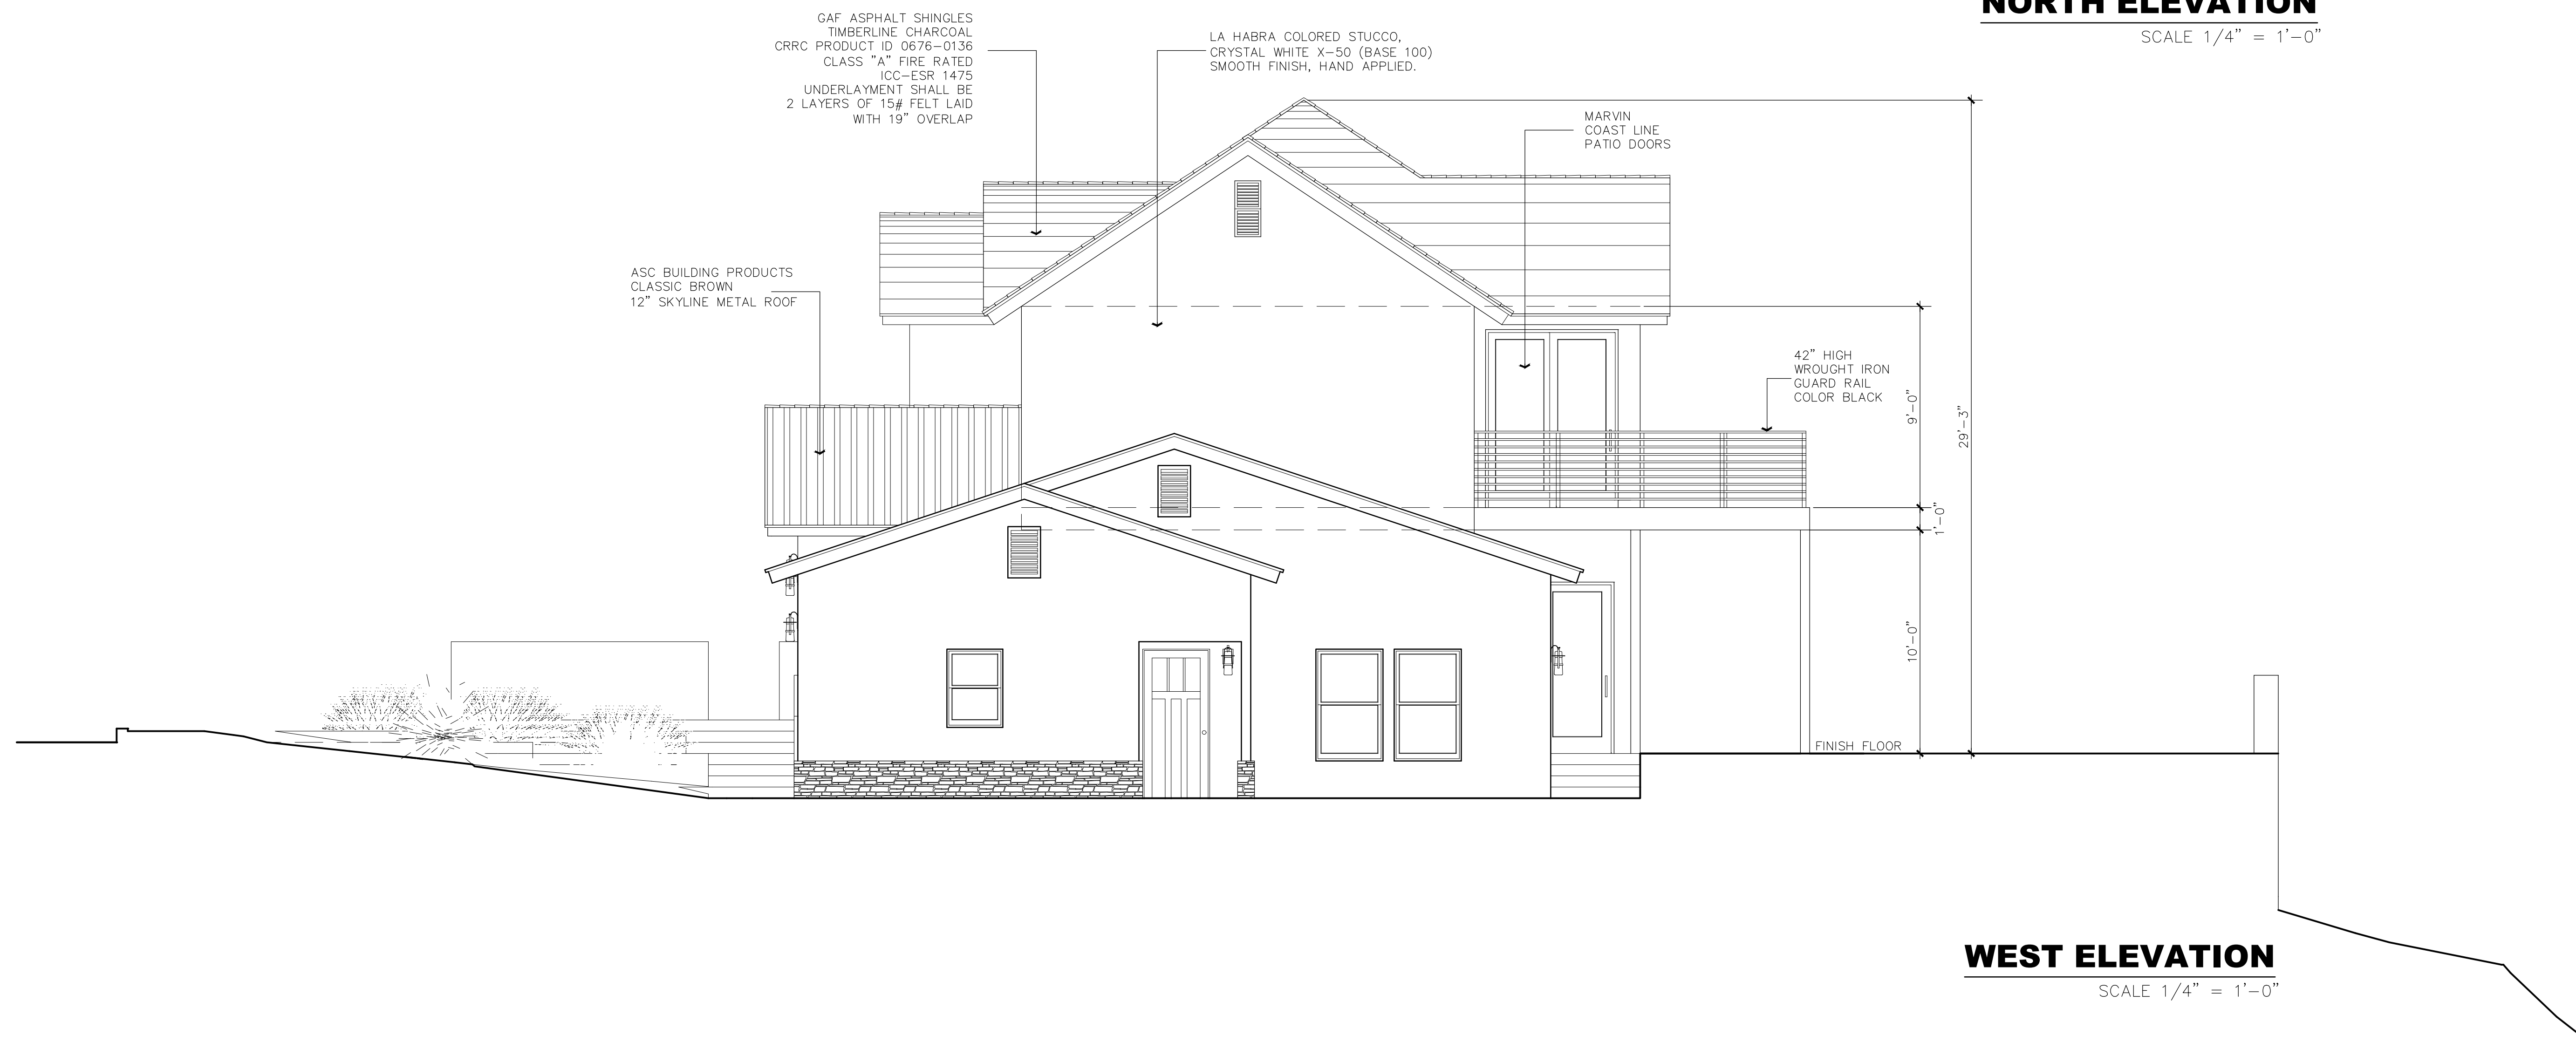 NORTH ELEVATION
SCALE 1/4" = 1'-0"
GAF ASPHALT SHINGLES
TIMBERLINE CHARCOAL
CRRC PRODUCT ID 0676-0136
CLASS "A" FIRE RATED
ICC-ESR 1475
UNDERLAYMENT SHALL BE
2 LAYERS OF 15# FELT LAID
WITH 19" OVERLAP
LA HABRA COLORED STUCCO,
CRYSTAL WHITE X-50 (BASE 100)
SMOOTH FINISH, HAND APPLIED.
MARVIN
COAST LINE
PATIO DOORS
ASC BUILDING PRODUCTS
CLASSIC BROWN
12" SKYLINE METAL ROOF
42" HIGH
WROUGHT IRON
GUARD RAIL
COLOR BLACK
9'-0"
29'-3"
1'-0"
10'-0"
FINISH FLOOR
WEST ELEVATION
SCALE 1/4" = 1'-0"